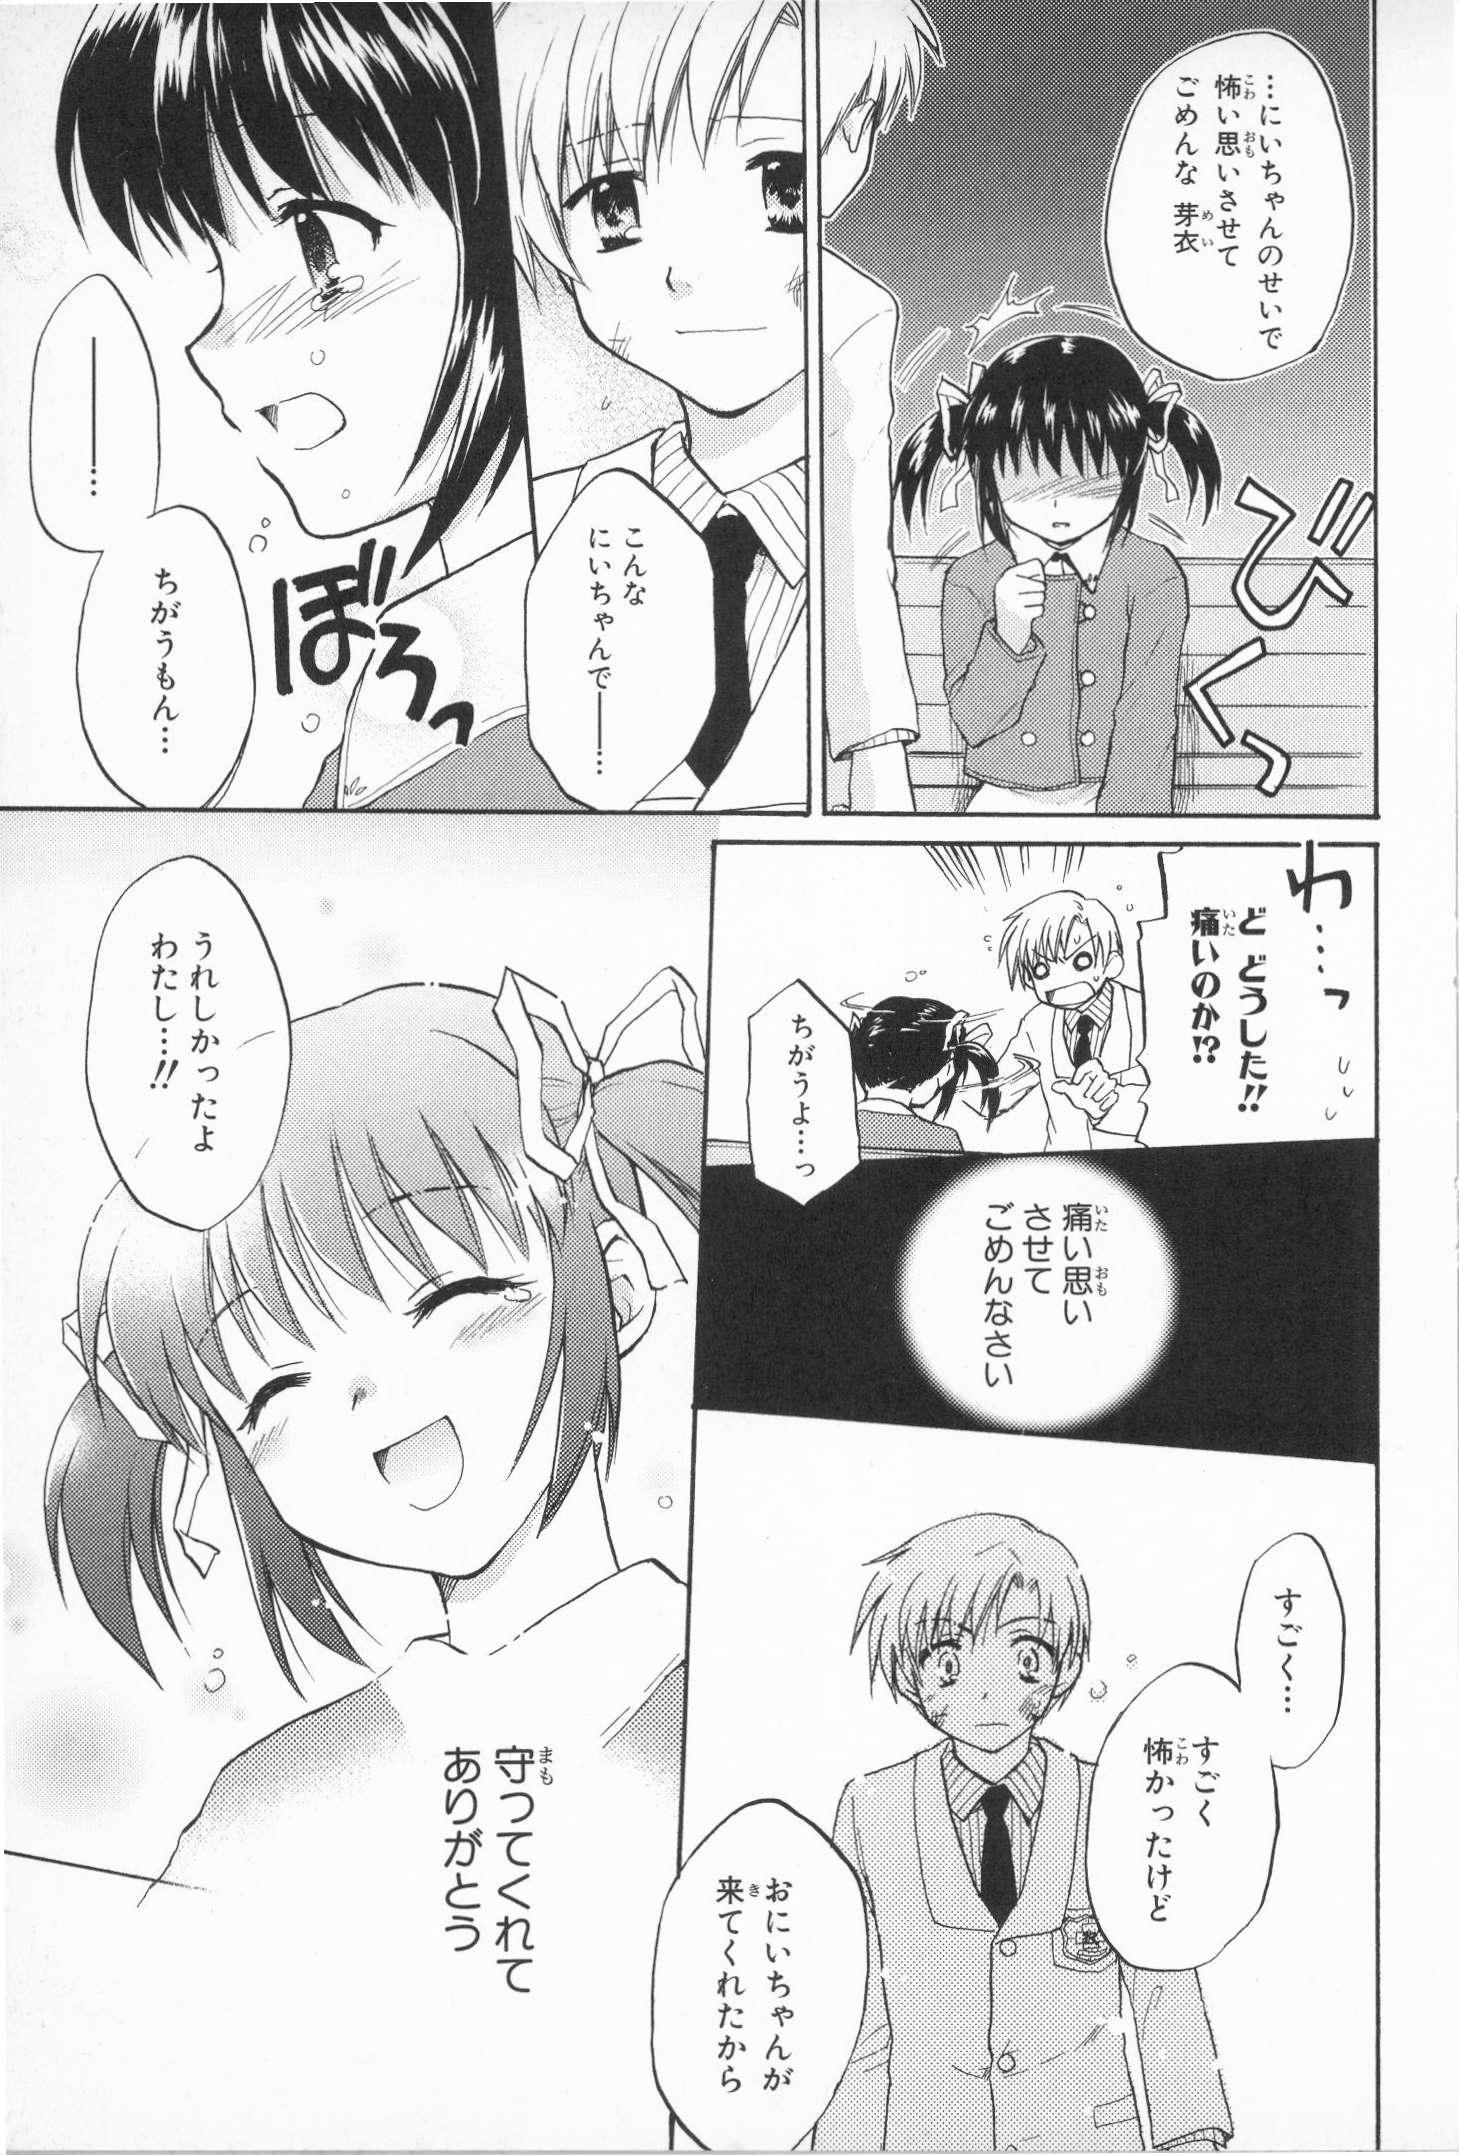 …にいちゃんのせいで
怖い思いさせて
ごめんな 芽衣
びくっ
こんな
にいちゃんで――…
――…
ちがうもん…
ぼろっ
わ…っ
ど どうした!!
痛いのか!?
ちがうよ…っ
痛い思い
させて
ごめんなさい
すごく…
すごく
怖かったけど
おにいちゃんが
来てくれたから
うれしかったよ
わたし…!!
守ってくれて
ありがとう